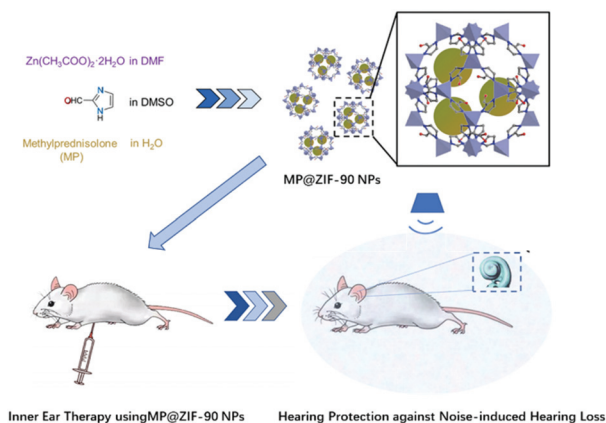 Zn(CH₃COO)₂·2H₂O in DMF
OHC
N
N
H
in DMSO
Methylprednisolone
(MP)
in H₂O
MP@ZIF-90 NPs
Inner Ear Therapy usingMP@ZIF-90 NPs
Hearing Protection against Noise-induced Hearing Loss